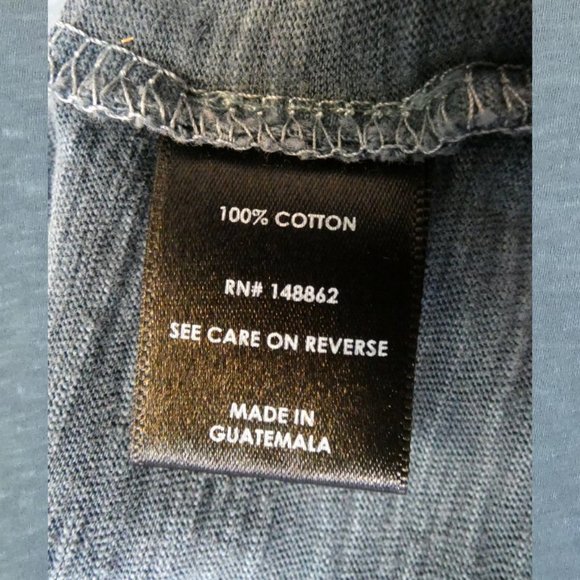 100% COTTON
RN# 148862
SEE CARE ON REVERSE
MADE IN
GUATEMALA